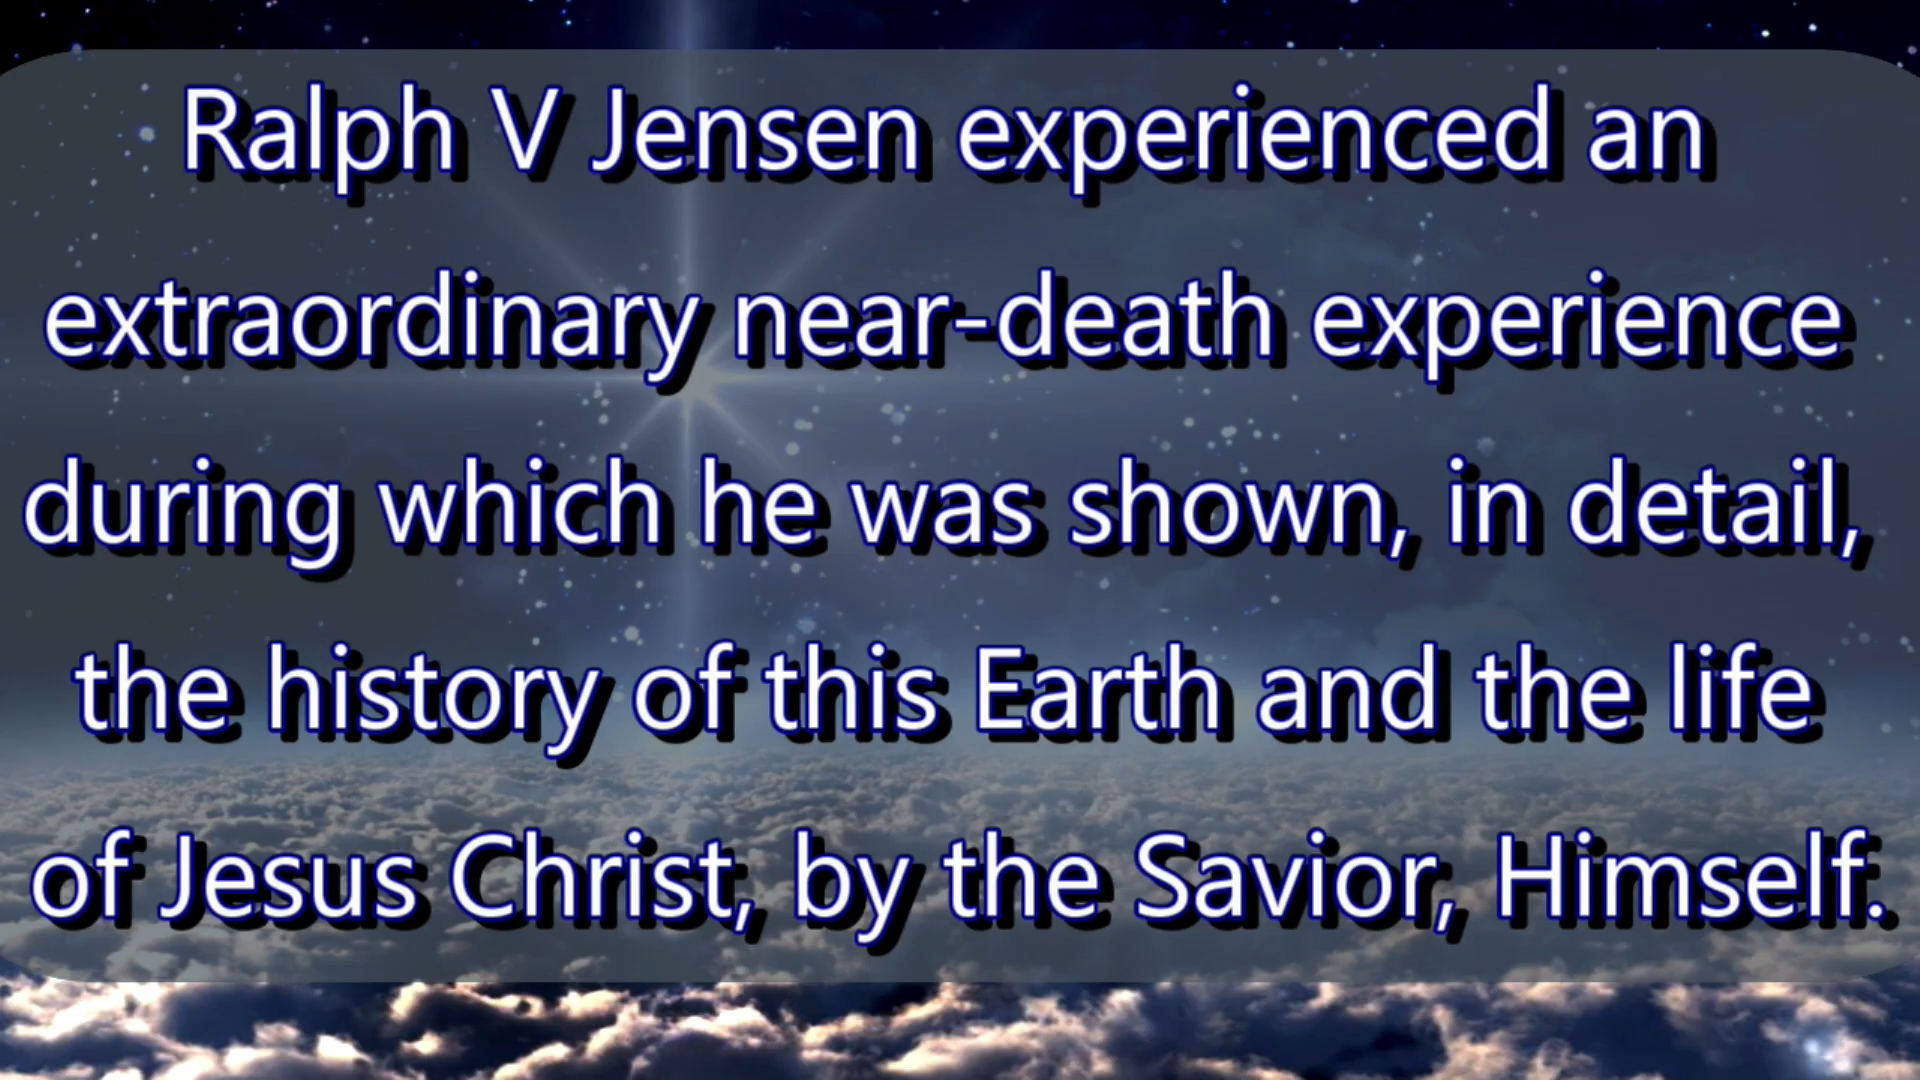 Ralph V Jensen experienced an
extraordinary near-death experience
during which he was shown, in detail,
the history of this Earth and the life
of Jesus Christ, by the Savior, Himself.